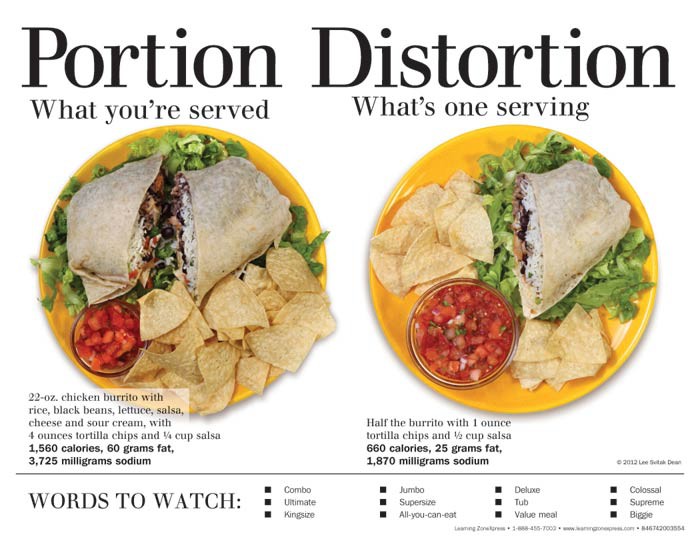 Portion Distortion
What you're served
What's one serving
22-oz. chicken burrito with
rice, black beans, lettuce, salsa,
cheese and sour cream, with
4 ounces tortilla chips and ¼ cup salsa
1,560 calories, 60 grams fat,
3,725 milligrams sodium
Half the burrito with 1 ounce
tortilla chips and ½ cup salsa
660 calories, 25 grams fat,
1,870 milligrams sodium
© 2012 Lee Svitak Dean
WORDS TO WATCH:
■ Combo
■ Ultimate
■ Kingsize
■ Jumbo
■ Supersize
■ All-you-can-eat
■ Deluxe
■ Tub
■ Value meal
■ Colossal
■ Supreme
■ Biggie
Learning ZoneXpress • 1-888-455-7003 • www.learningzonexpress.com • 846742003554